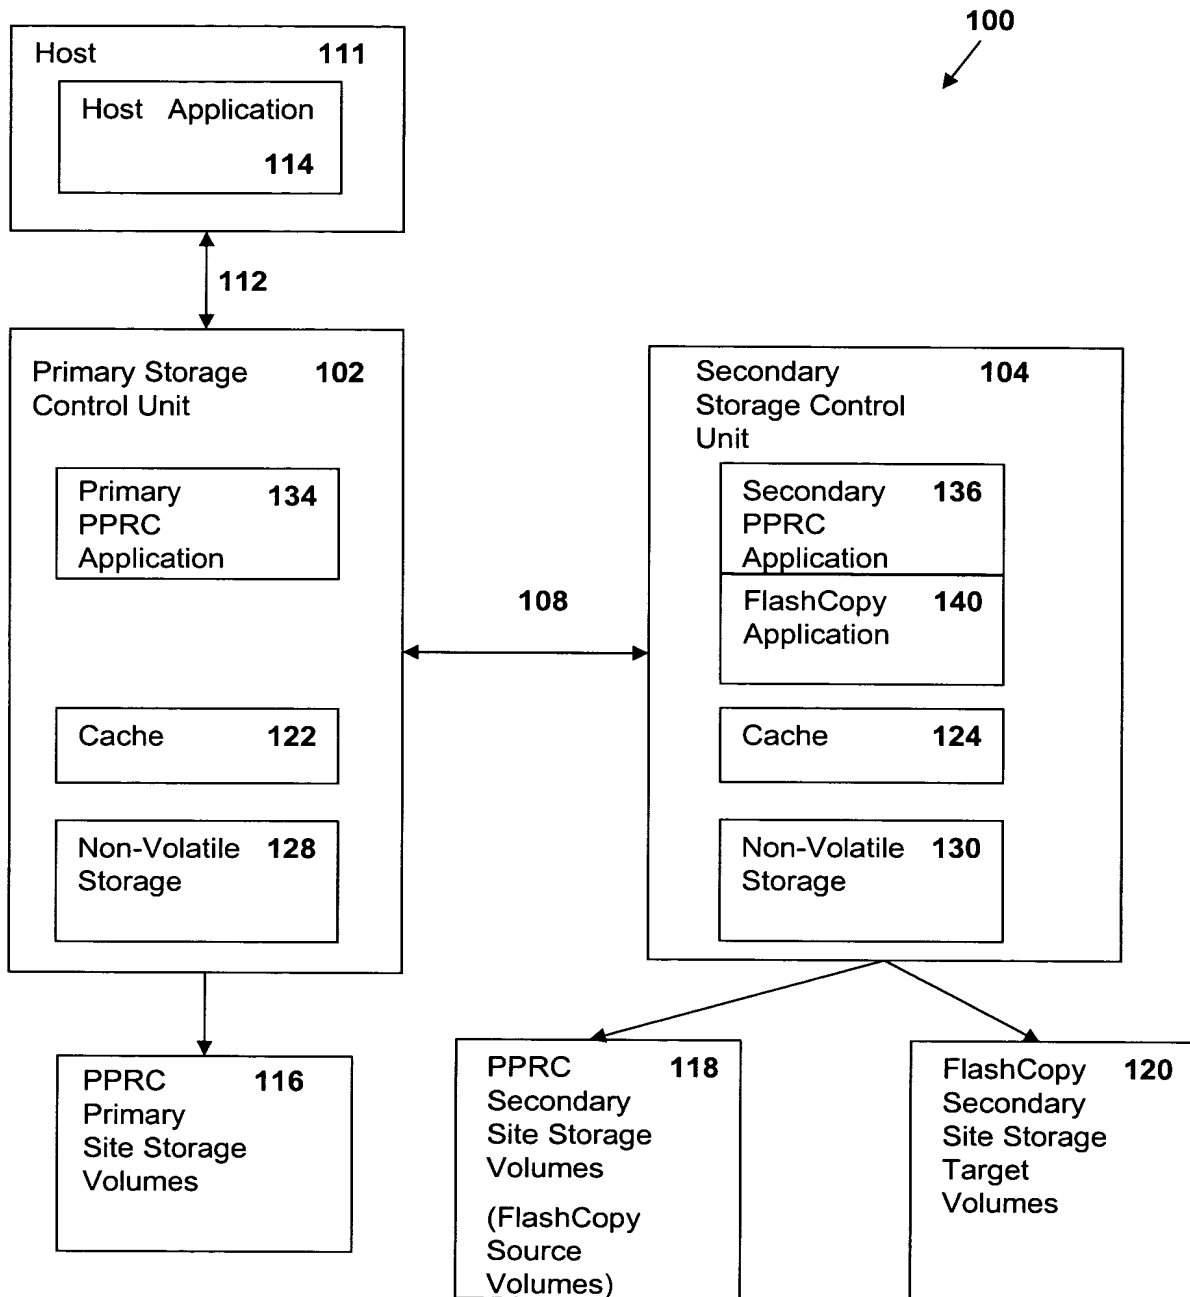 100
Host 111
Host Application
114
112
Primary Storage 102
Control Unit
Primary 134
PPRC
Application
Cache 122
Non-Volatile 128
Storage
108
Secondary 104
Storage Control
Unit
Secondary 136
PPRC
Application
FlashCopy 140
Application
Cache 124
Non-Volatile 130
Storage
PPRC 116
Primary
Site Storage
Volumes
PPRC 118
Secondary
Site Storage
Volumes
(FlashCopy
Source
Volumes)
FlashCopy 120
Secondary
Site Storage
Target
Volumes